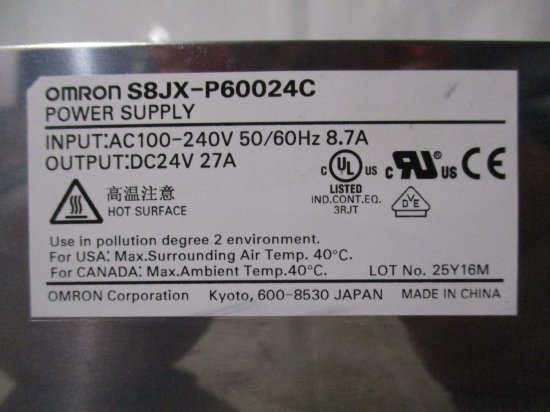 OMRON S8JX-P60024C
POWER SUPPLY
INPUT:AC100-240V 50/60Hz 8.7A
OUTPUT:DC24V 27A
高温注意
HOT SURFACE
c UL us
LISTED
IND.CONT.EQ.
3RJT
c RU us
CE
DVE
Use in pollution degree 2 environment.
For USA: Max.Surrounding Air Temp. 40°C.
For CANADA: Max.Ambient Temp.40°C.
LOT No. 25Y16M
OMRON Corporation Kyoto, 600-8530 JAPAN MADE IN CHINA